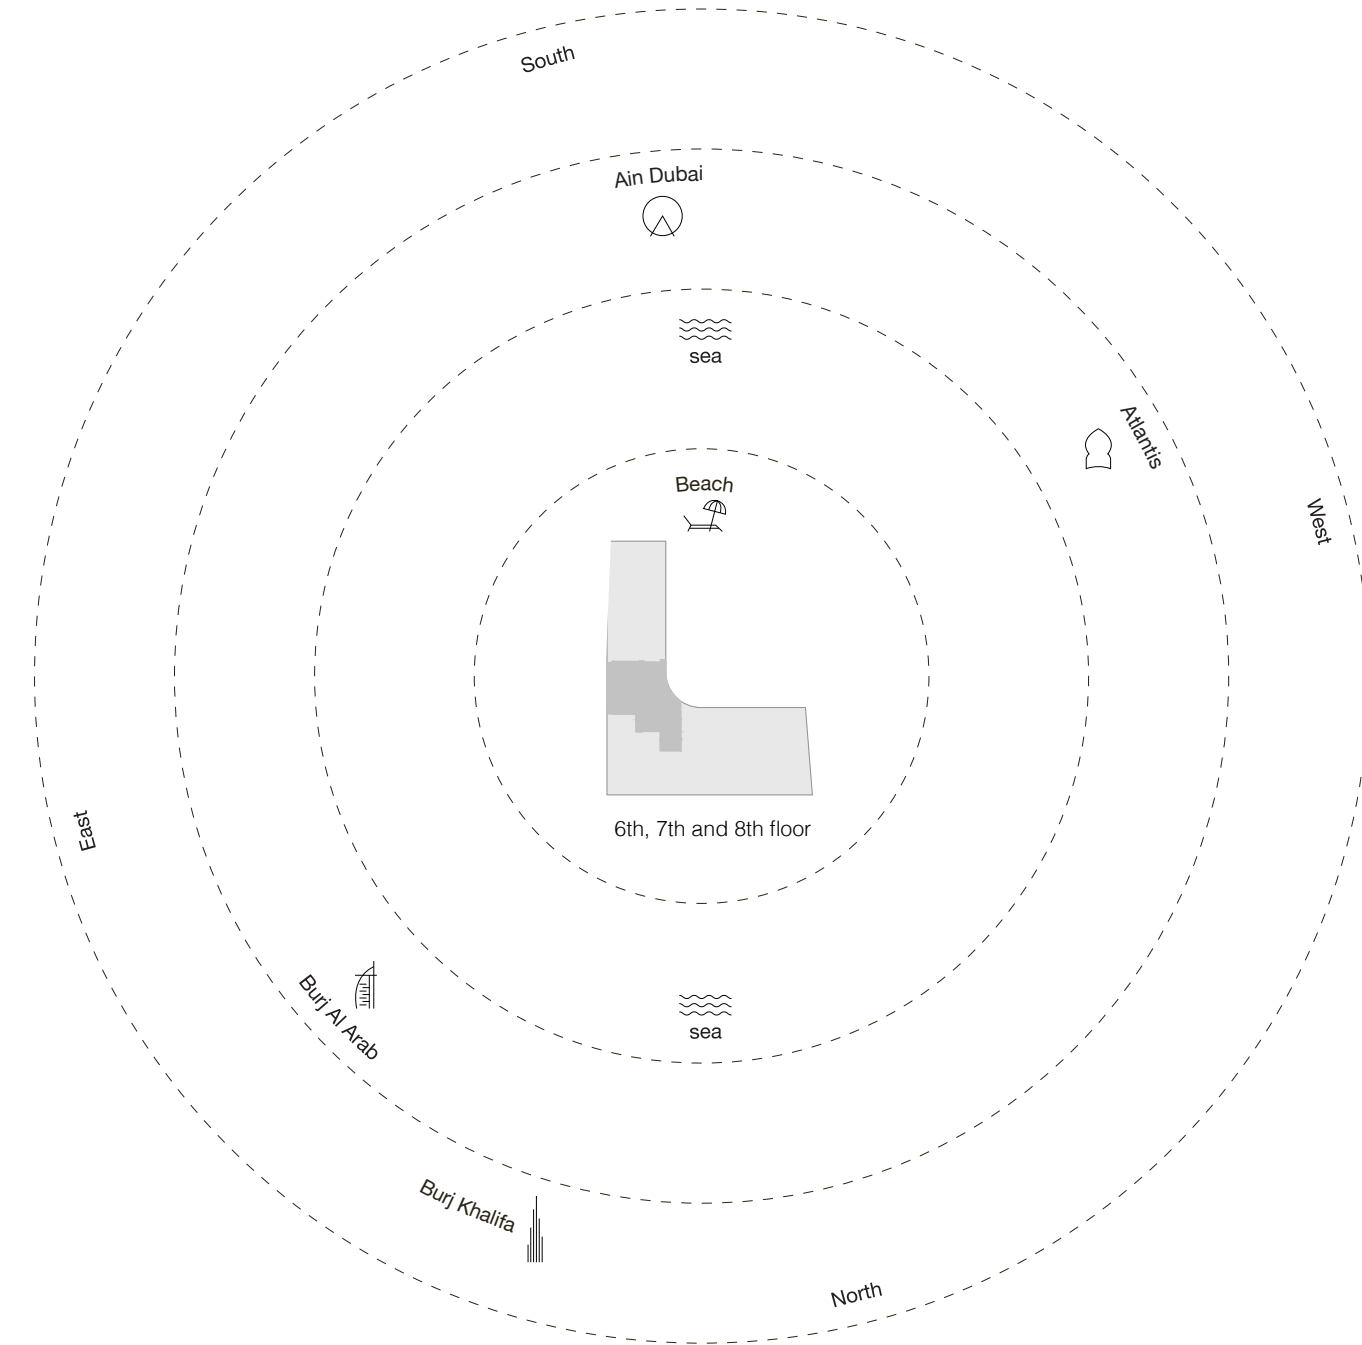 South
Ain Dubai
sea
Atlantis
Beach
West
6th, 7th and 8th floor
East
Burj Al Arab
sea
Burj Khalifa
North